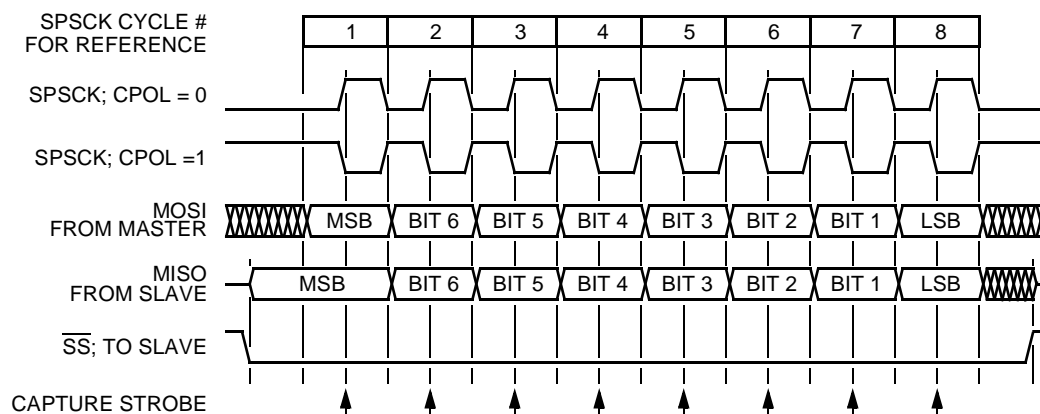 SPSCK CYCLE #
FOR REFERENCE
1 2 3 4 5 6 7 8
SPSCK; CPOL = 0
SPSCK; CPOL =1
MOSI
FROM MASTER
MSB BIT 6 BIT 5 BIT 4 BIT 3 BIT 2 BIT 1 LSB
MISO
FROM SLAVE
MSB BIT 6 BIT 5 BIT 4 BIT 3 BIT 2 BIT 1 LSB
S̅S̅; TO SLAVE
CAPTURE STROBE